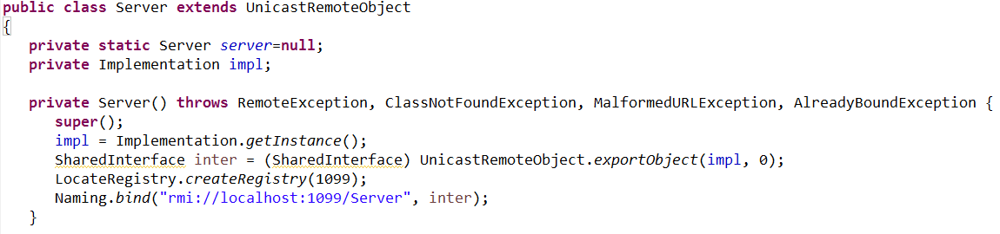 public class Server extends UnicastRemoteObject
{
private static Server server=null;
private Implementation impl;
private Server() throws RemoteException, ClassNotFoundException, MalformedURLException, AlreadyBoundException {
super();
impl = Implementation.getInstance();
SharedInterface inter = (SharedInterface) UnicastRemoteObject.exportObject(impl, 0);
LocateRegistry.createRegistry(1099);
Naming.bind("rmi://localhost:1099/Server", inter);
}